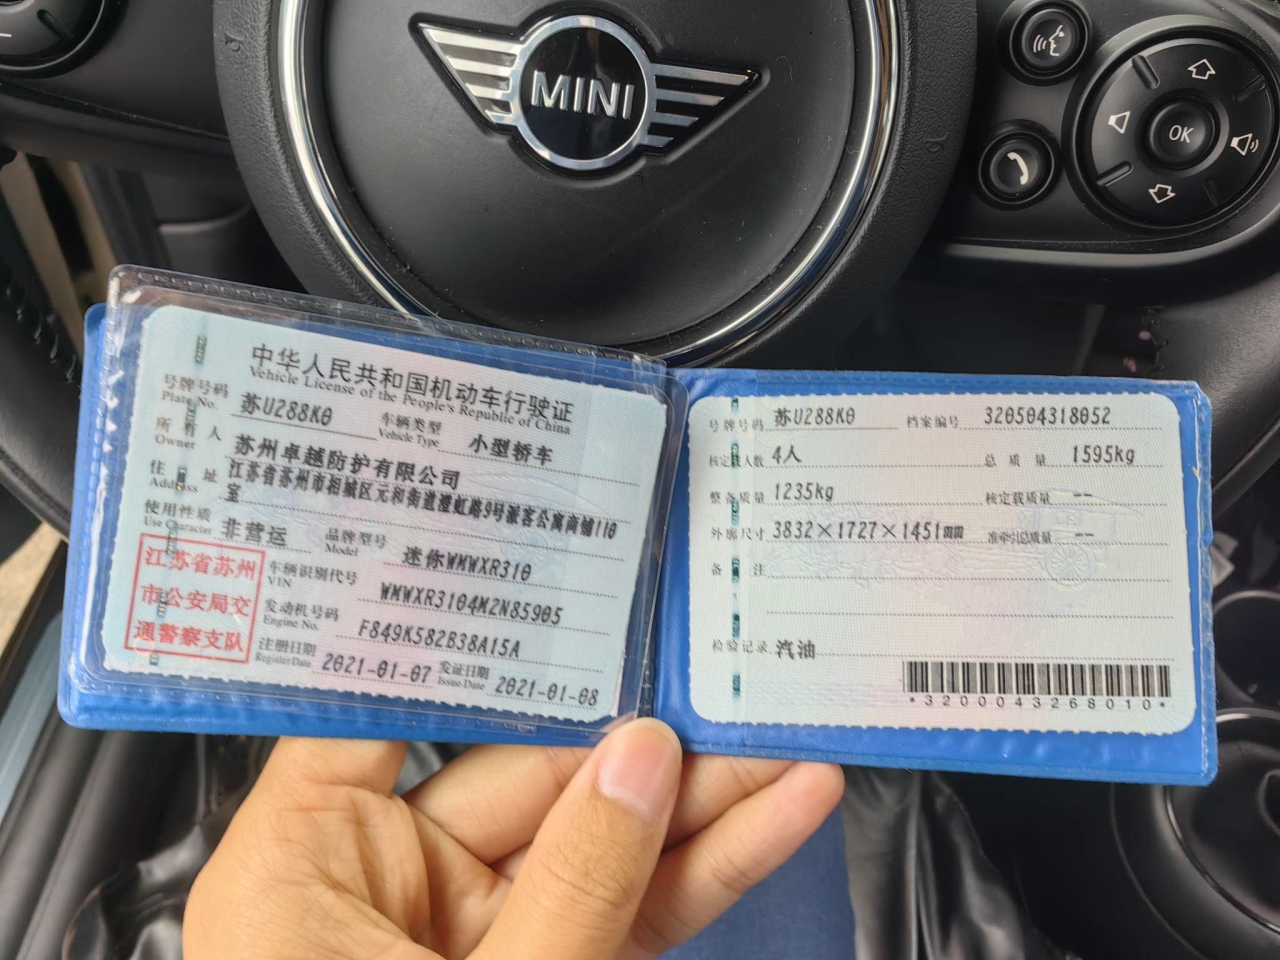 MINI
OK
中华人民共和国机动车行驶证
Vehicle License of the People's Republic of China
号牌号码 苏U288K0 车辆类型 小型轿车
Plate No. Vehicle Type
所有人 苏州卓越防护有限公司
Owner
住址 江苏省苏州市相城区元和街道澄虹路9号派客公寓商铺110
Address 室
使用性质 非营运 品牌型号 迷你WMWXR310
Use Character Model
江苏省苏州
市公安局交
通警察支队
车辆识别代号 WMWXR3104M2N85905
VIN
发动机号码 F849K582B38A15A
Engine No.
注册日期 2021-01-07 发证日期 2021-01-08
Register Date Issue Date
号牌号码 苏U288K0 档案编号 320504318052
核定载人数 4人 总质量 1595kg
整备质量 1235kg 核定载质量 --
外廓尺寸 3832×1727×1451mm 准牵引总质量 --
备注
检验记录 汽油
*3200043268010*